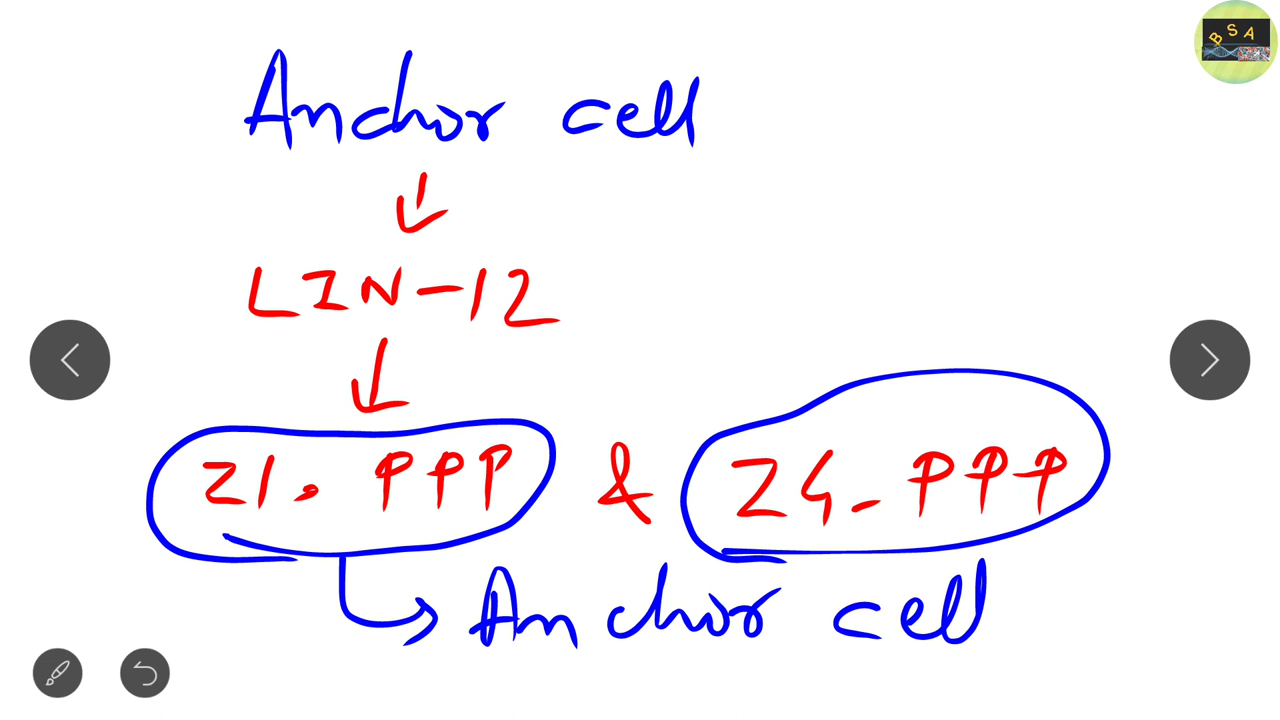 BSA
Anchor cell
LIN-12
Z1. PPP & Z4. PPP
Anchor cell